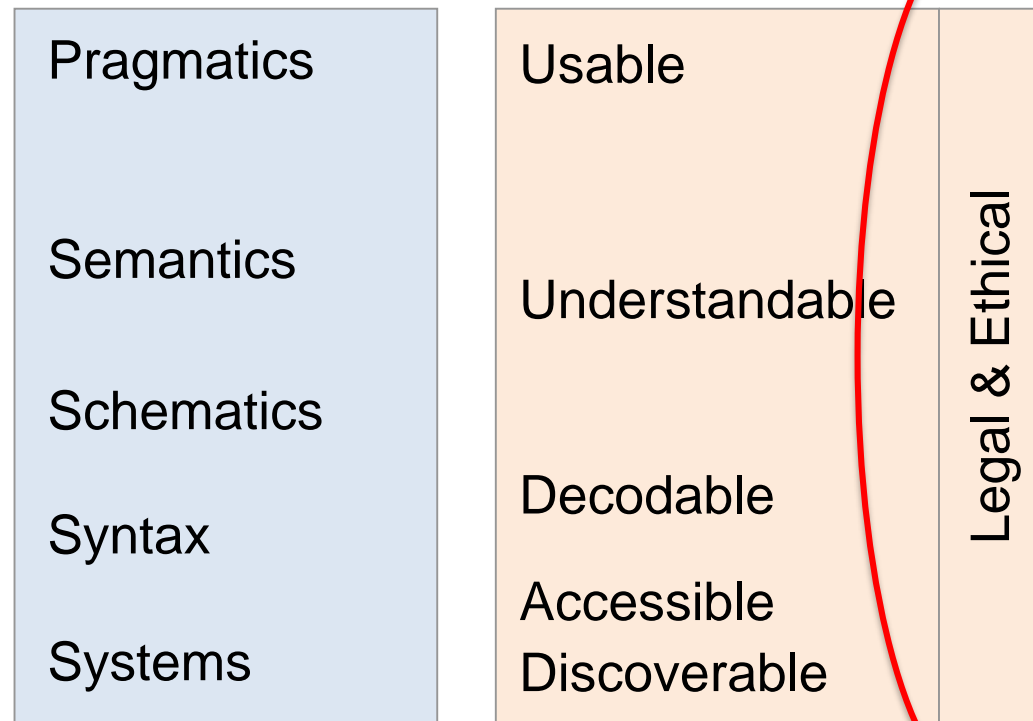 Pragmatics
Semantics
Schematics
Syntax
Systems
Usable
Understandable
Decodable
Accessible
Discoverable
Legal & Ethical